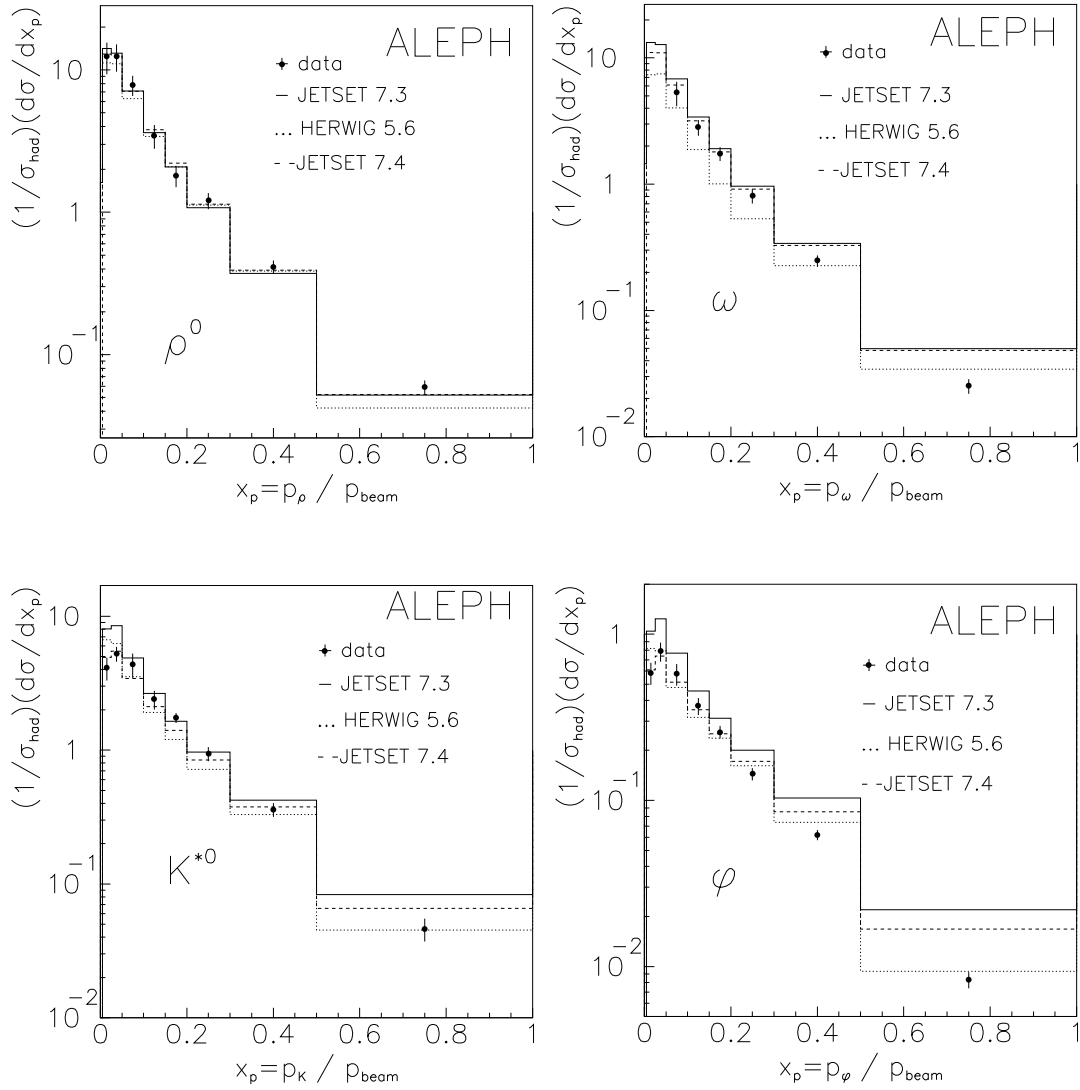 ALEPH
data
— JETSET 7.3
... HERWIG 5.6
- -JETSET 7.4
(1/σhad)(dσ/dxp)
10
1
10⁻¹
ρ⁰
0 0.2 0.4 0.6 0.8 1
xp=pρ / pbeam
ALEPH
data
— JETSET 7.3
... HERWIG 5.6
- -JETSET 7.4
(1/σhad)(dσ/dxp)
10
1
10⁻¹
10⁻²
ω
0 0.2 0.4 0.6 0.8 1
xp=pω / pbeam
ALEPH
data
— JETSET 7.3
... HERWIG 5.6
- -JETSET 7.4
(1/σhad)(dσ/dxp)
10
1
10⁻¹
10⁻²
K*⁰
0 0.2 0.4 0.6 0.8 1
xp=pK / pbeam
ALEPH
data
— JETSET 7.3
... HERWIG 5.6
- -JETSET 7.4
(1/σhad)(dσ/dxp)
1
10⁻¹
10⁻²
φ
0 0.2 0.4 0.6 0.8 1
xp=pφ / pbeam